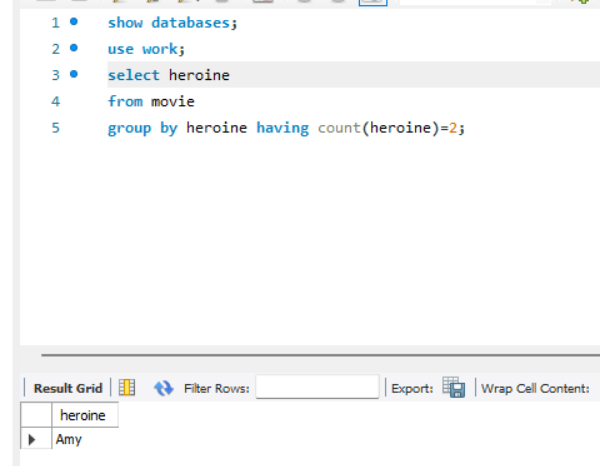 1 show databases;
2 use work;
3 select heroine
4 from movie
5 group by heroine having count(heroine)=2;
Result Grid Filter Rows: Export: Wrap Cell Content:
heroine
Amy